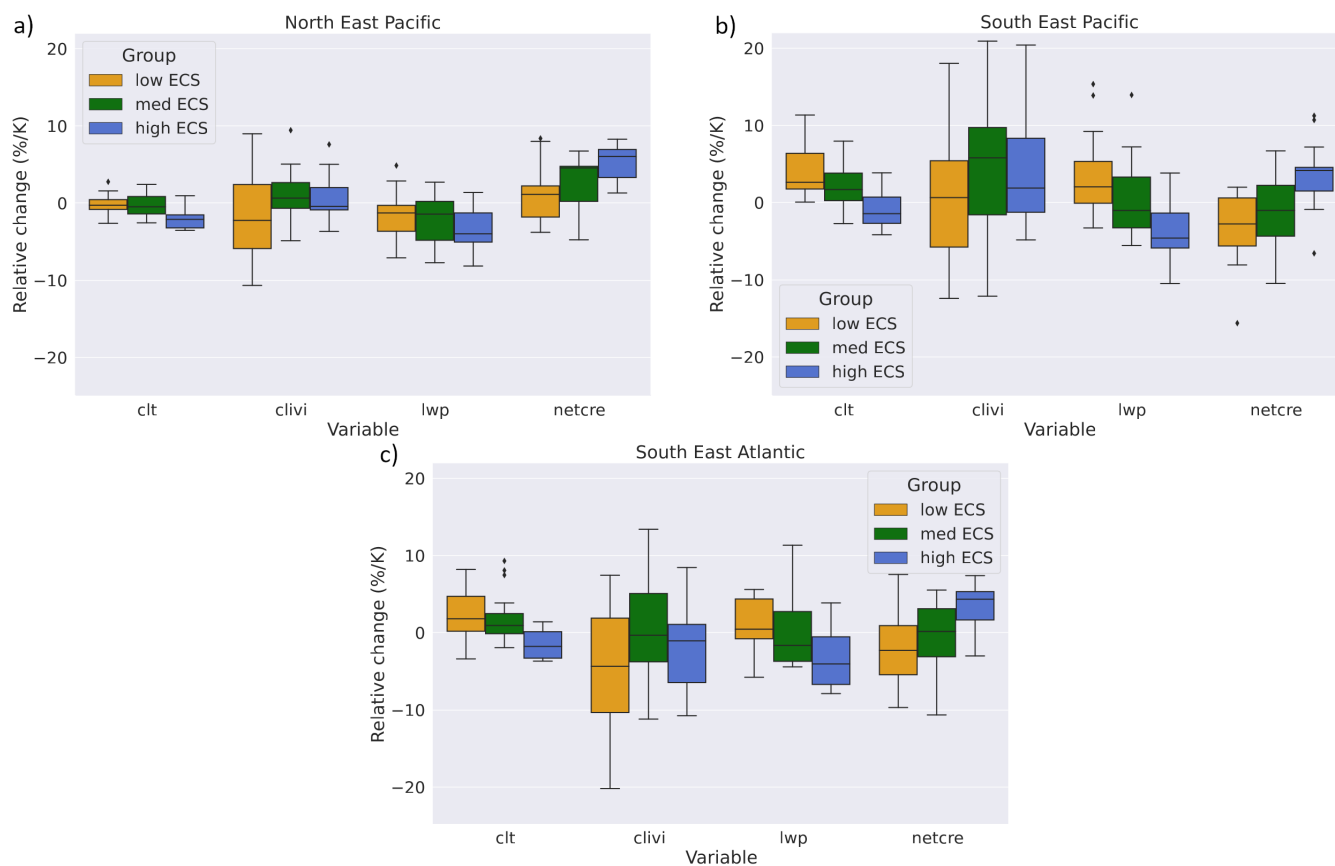 a)
North East Pacific
Group
low ECS
med ECS
high ECS
Relative change (%/K)
20
10
0
−10
−20
clt
clivi
lwp
netcre
Variable
b)
South East Pacific
Group
low ECS
med ECS
high ECS
Relative change (%/K)
20
10
0
−10
−20
clt
clivi
lwp
netcre
Variable
c)
South East Atlantic
Group
low ECS
med ECS
high ECS
Relative change (%/K)
20
10
0
−10
−20
clt
clivi
lwp
netcre
Variable